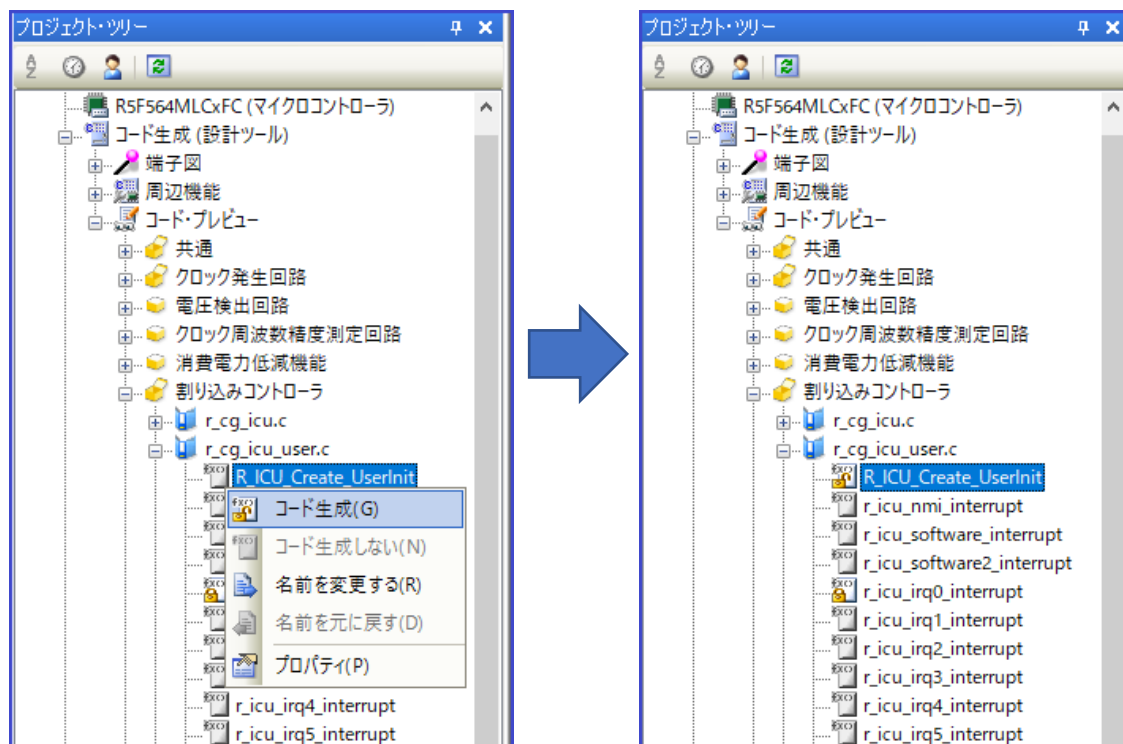 プロジェクト・ツリー
R5F564MLCxFC (マイクロコントローラ)
コード生成 (設計ツール)
端子図
周辺機能
コード・プレビュー
共通
クロック発生回路
電圧検出回路
クロック周波数精度測定回路
消費電力低減機能
割り込みコントローラ
r_cg_icu.c
r_cg_icu_user.c
R_ICU_Create_UserInit
コード生成(G)
コード生成しない(N)
名前を変更する(R)
名前を元に戻す(D)
プロパティ(P)
r_icu_irq4_interrupt
r_icu_irq5_interrupt
プロジェクト・ツリー
R5F564MLCxFC (マイクロコントローラ)
コード生成 (設計ツール)
端子図
周辺機能
コード・プレビュー
共通
クロック発生回路
電圧検出回路
クロック周波数精度測定回路
消費電力低減機能
割り込みコントローラ
r_cg_icu.c
r_cg_icu_user.c
R_ICU_Create_UserInit
r_icu_nmi_interrupt
r_icu_software_interrupt
r_icu_software2_interrupt
r_icu_irq0_interrupt
r_icu_irq1_interrupt
r_icu_irq2_interrupt
r_icu_irq3_interrupt
r_icu_irq4_interrupt
r_icu_irq5_interrupt